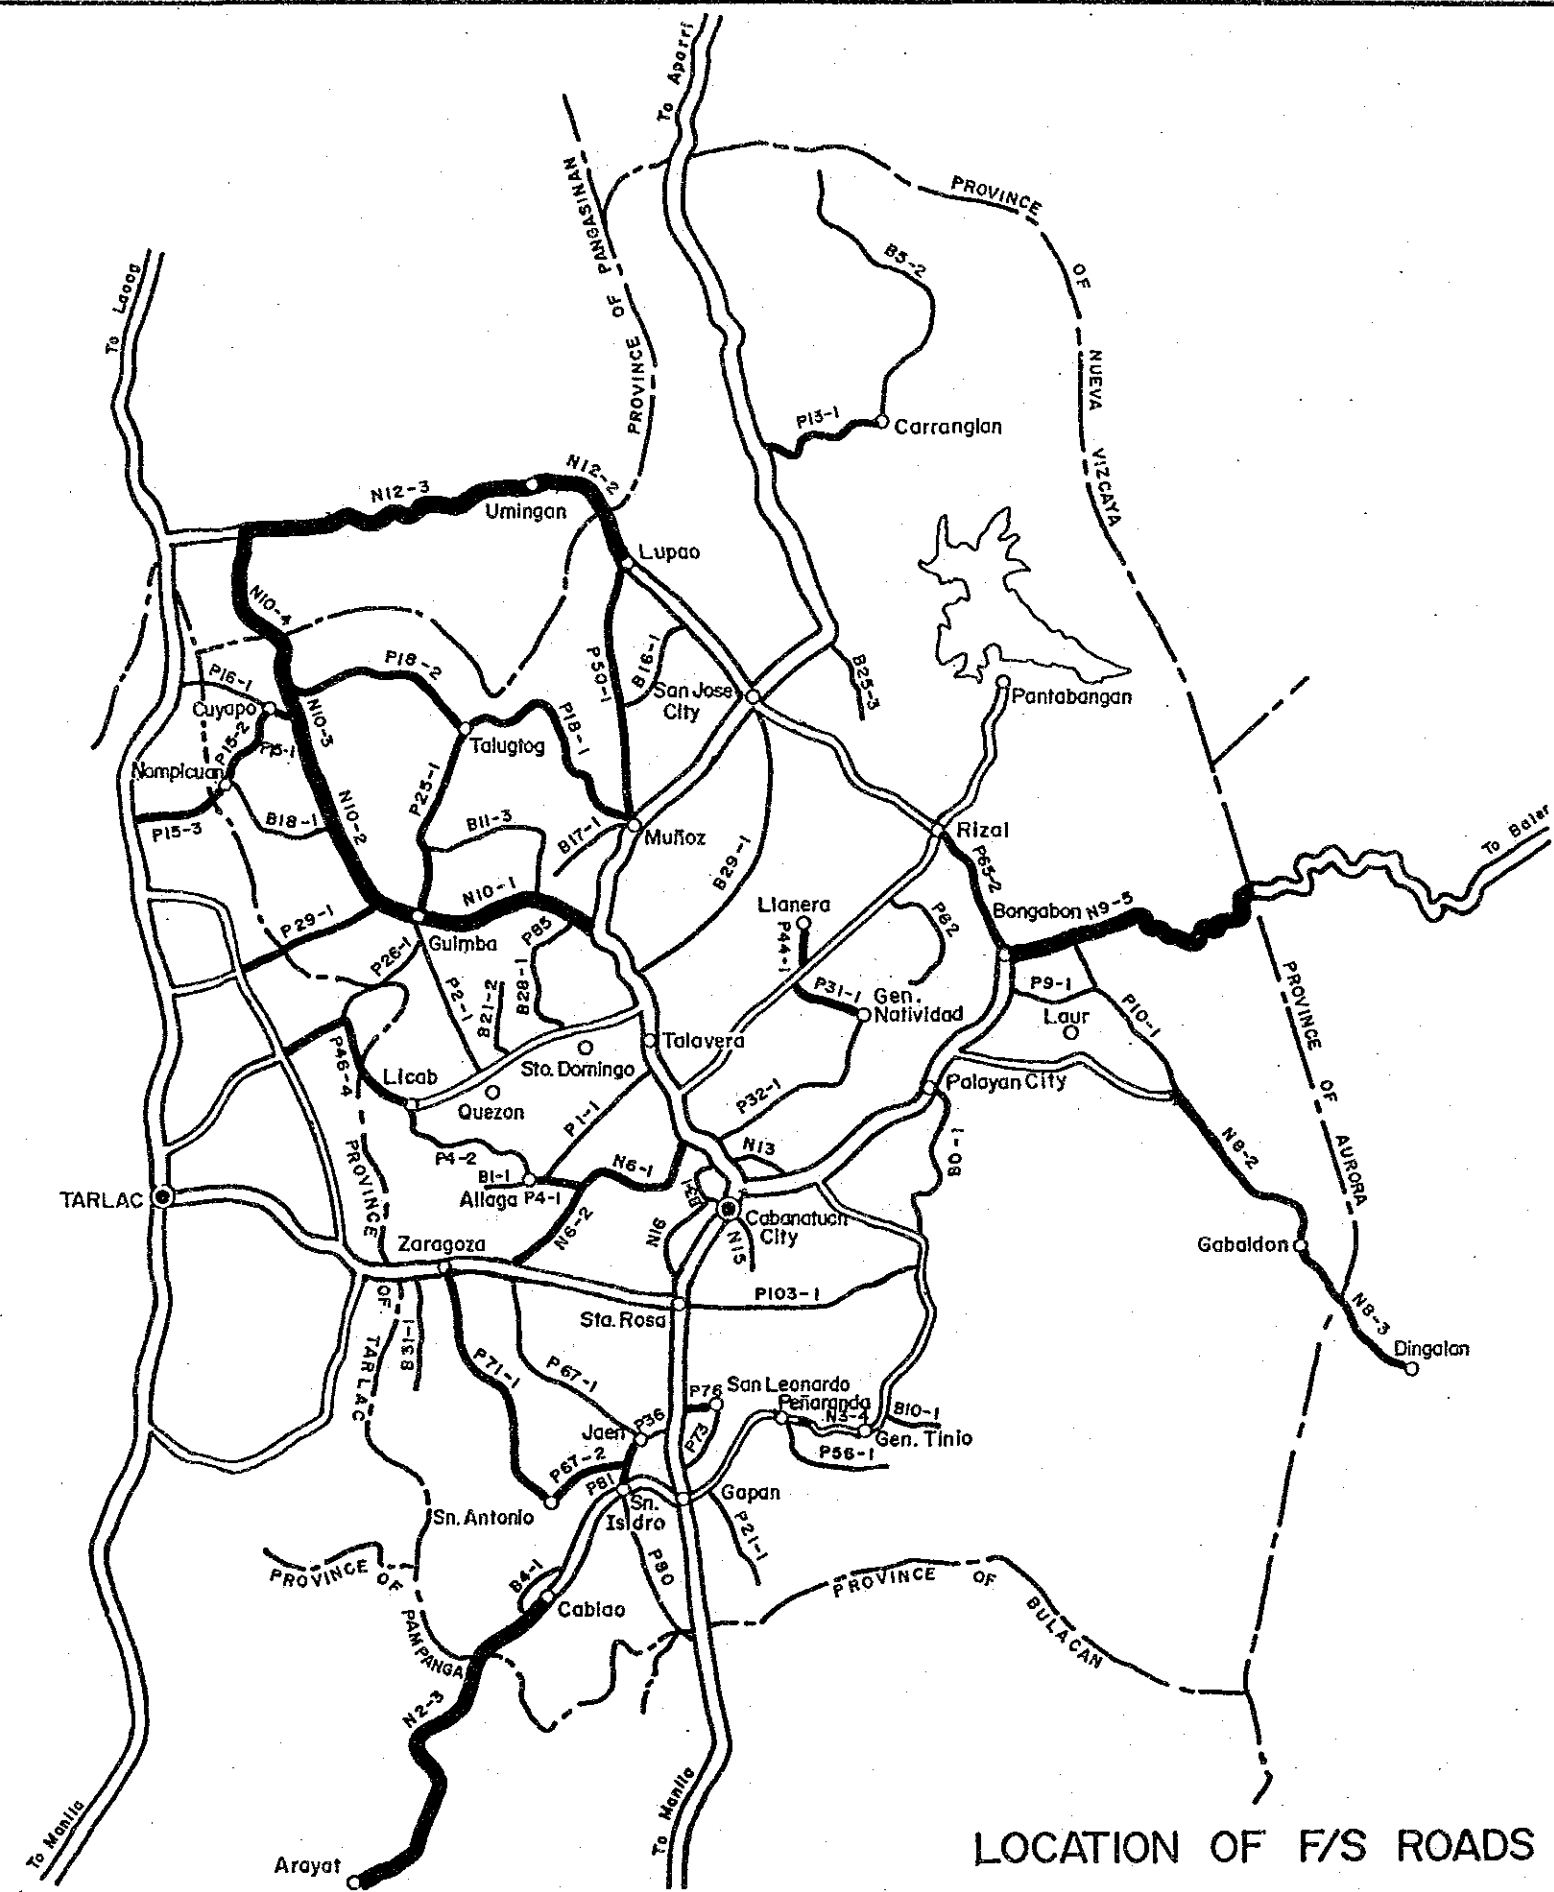 To Aparri
PROVINCE OF PANGASINAN
PROVINCE OF NUEVA VIZCAYA
To Laoag
B5-2
P13-1
Carranglan
N12-3
N12-2
Umingan
Lupao
N10-4
P18-2
P50-1
B16-1
B25-3
P16-1
San Jose
City
Pantabangan
Cuyapo
N10-3
P15-2
P15-1
P18-1
Talugtog
Nampicuan
P25-1
N10-2
P15-3
B18-1
B11-3
B17-1
Muñoz
Rizal
To Baler
B29-1
P65-2
N10-1
Llanera
P82
Bongabon
N9-5
P29-1
Guimba
P85
P44-1
P26-1
P2-1
B21-2
B28-1
P31-1
Gen.
Natividad
P9-1
P10-1
Laur
PROVINCE OF AURORA
Talavera
P46-4
Licab
Sto. Domingo
Quezon
Palayan City
P1-1
P32-1
N8-2
PROVINCE OF TARLAC
P4-2
N13
B0-1
N6-1
B1-1
B3-1
TARLAC
Aliaga
P4-1
N6-2
N16
Cabanatuan
City
N15
Zaragoza
Gabaldon
P103-1
Sta. Rosa
N8-3
B31-1
Dingalan
P71-1
P67-1
P76
San Leonardo
Peñaranda
P36
N3-4
B10-1
Jaen
P73
Gen. Tinio
P67-2
P56-1
P81
Gapan
Sn. Antonio
Sn.
Isidro
P21-1
P80
PROVINCE OF PAMPANGA
B4-1
Cabiao
PROVINCE OF BULACAN
N2-3
To Manila
To Manila
Arayat
LOCATION OF F/S ROADS